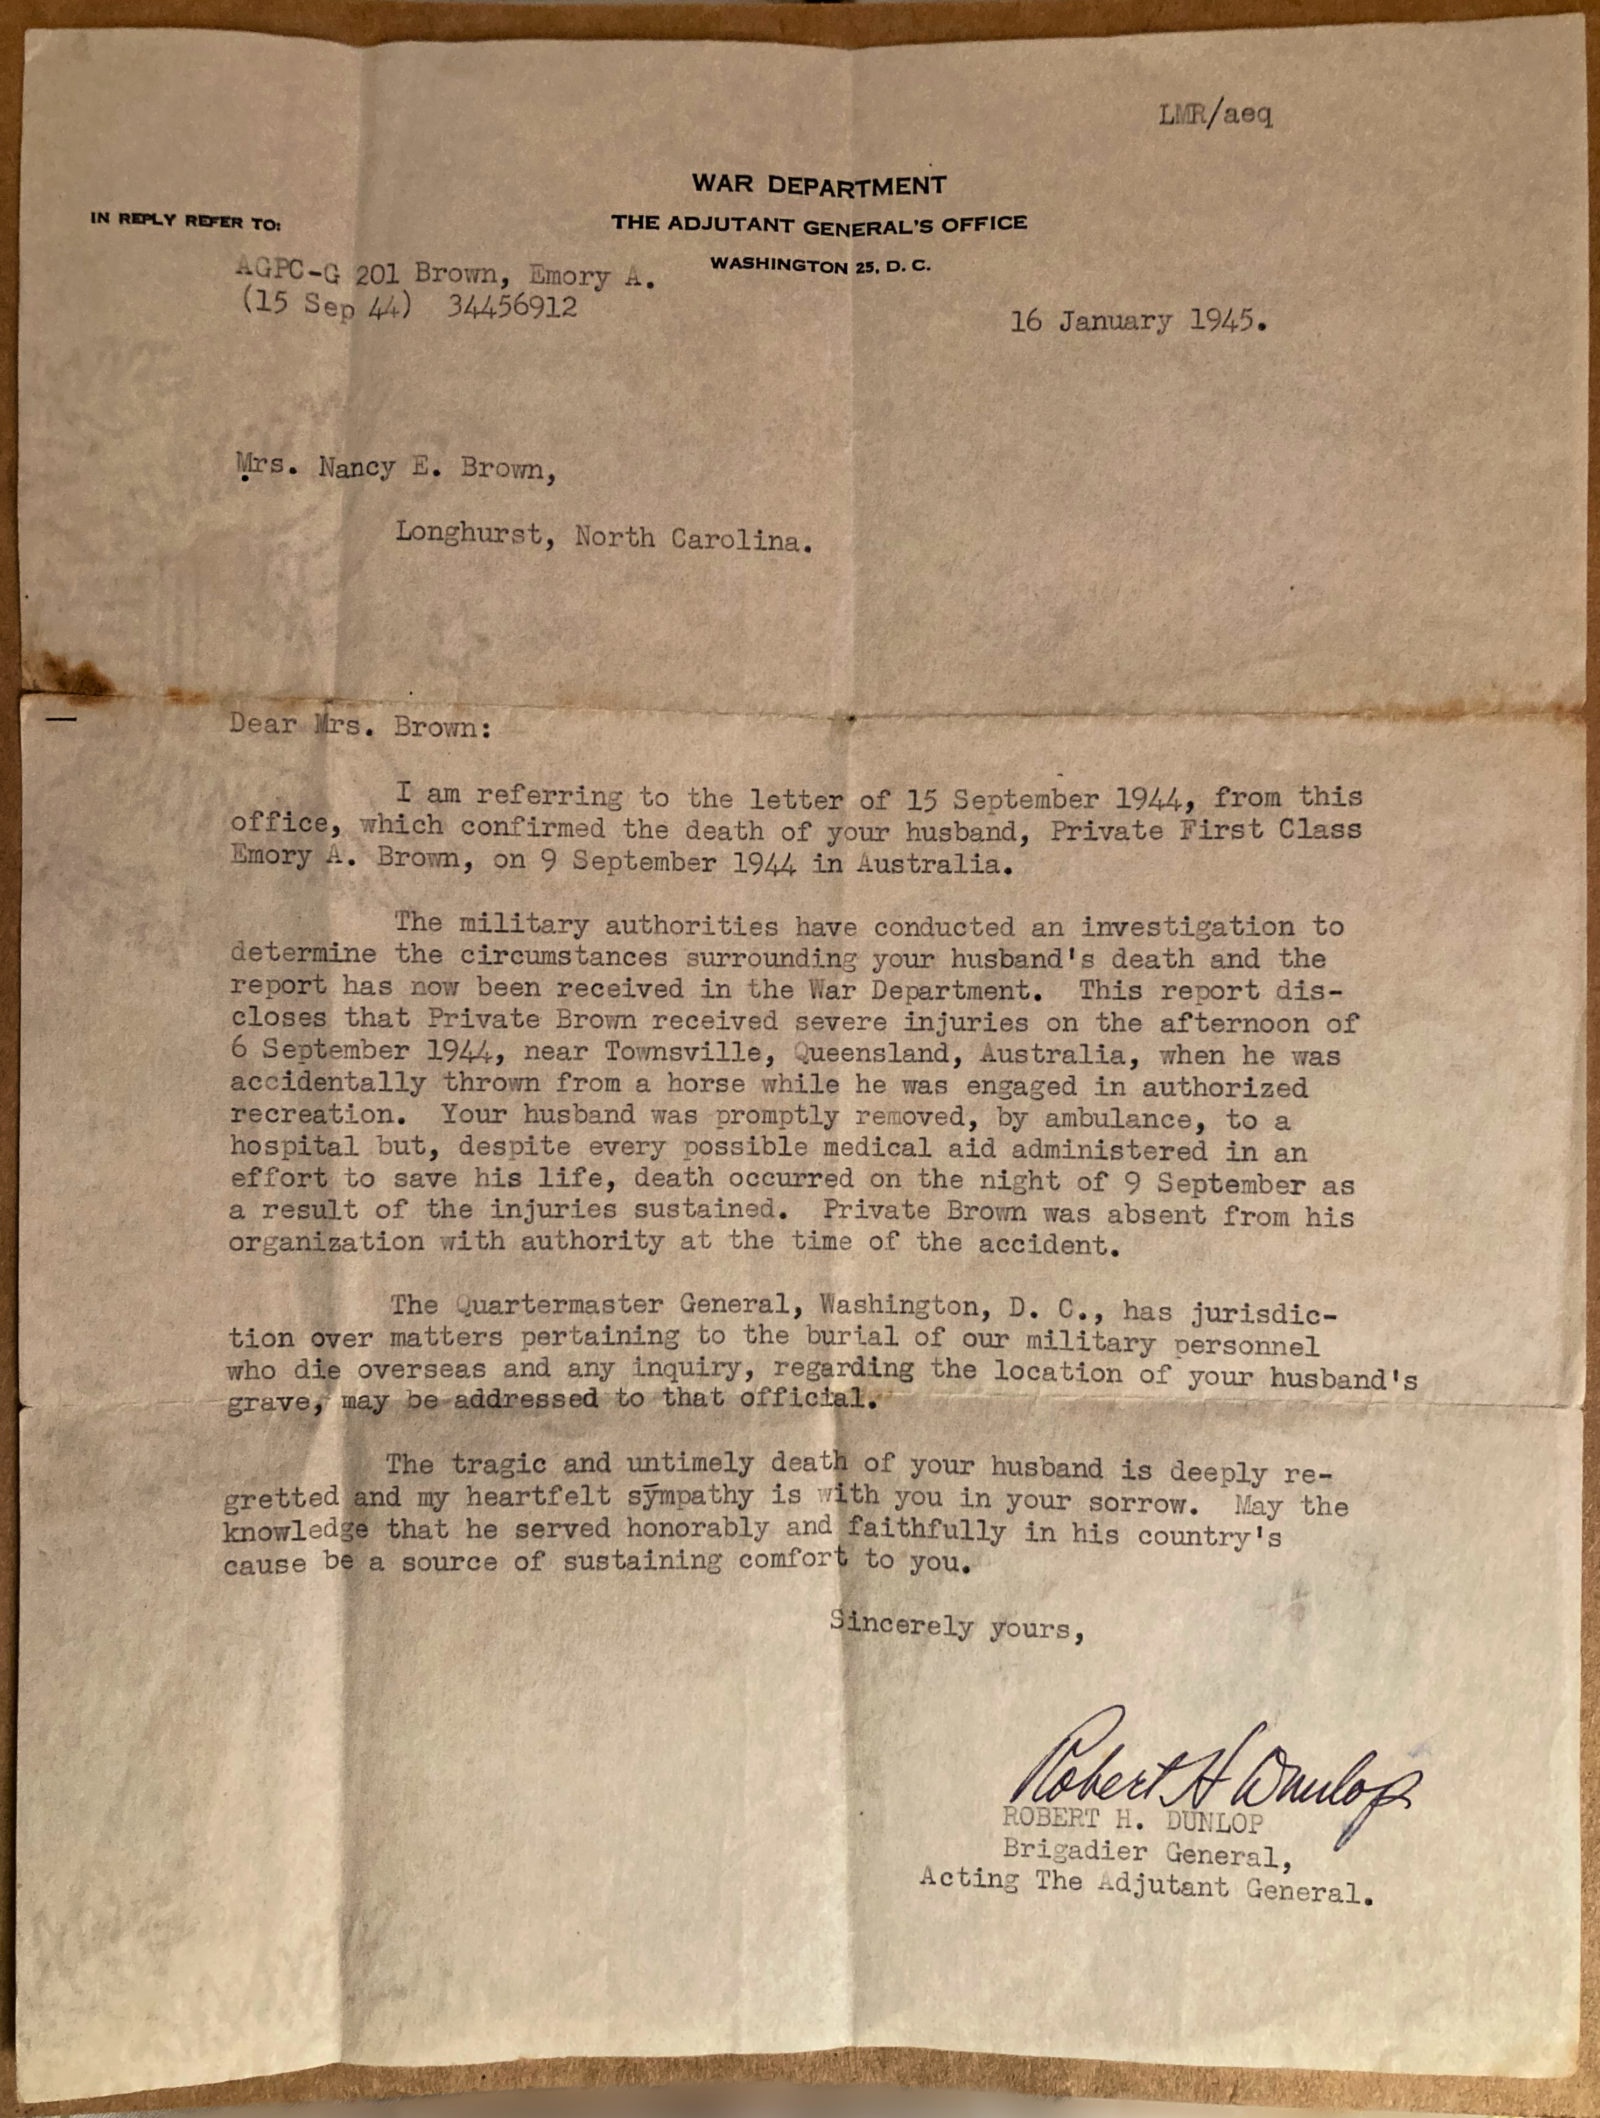 LMR/aeq
WAR DEPARTMENT
THE ADJUTANT GENERAL'S OFFICE
WASHINGTON 25, D. C.
IN REPLY REFER TO:
AGPC-G 201 Brown, Emory A.
(15 Sep 44) 34456912
16 January 1945.
Mrs. Nancy E. Brown,
Longhurst, North Carolina.
Dear Mrs. Brown:
I am referring to the letter of 15 September 1944, from this
office, which confirmed the death of your husband, Private First Class
Emory A. Brown, on 9 September 1944 in Australia.
The military authorities have conducted an investigation to
determine the circumstances surrounding your husband's death and the
report has now been received in the War Department. This report dis-
closes that Private Brown received severe injuries on the afternoon of
6 September 1944, near Townsville, Queensland, Australia, when he was
accidentally thrown from a horse while he was engaged in authorized
recreation. Your husband was promptly removed, by ambulance, to a
hospital but, despite every possible medical aid administered in an
effort to save his life, death occurred on the night of 9 September as
a result of the injuries sustained. Private Brown was absent from his
organization with authority at the time of the accident.
The Quartermaster General, Washington, D. C., has jurisdic-
tion over matters pertaining to the burial of our military personnel
who die overseas and any inquiry, regarding the location of your husband's
grave, may be addressed to that official.
The tragic and untimely death of your husband is deeply re-
gretted and my heartfelt sympathy is with you in your sorrow. May the
knowledge that he served honorably and faithfully in his country's
cause be a source of sustaining comfort to you.
Sincerely yours,
Robert H Dunlop
ROBERT H. DUNLOP
Brigadier General,
Acting The Adjutant General.